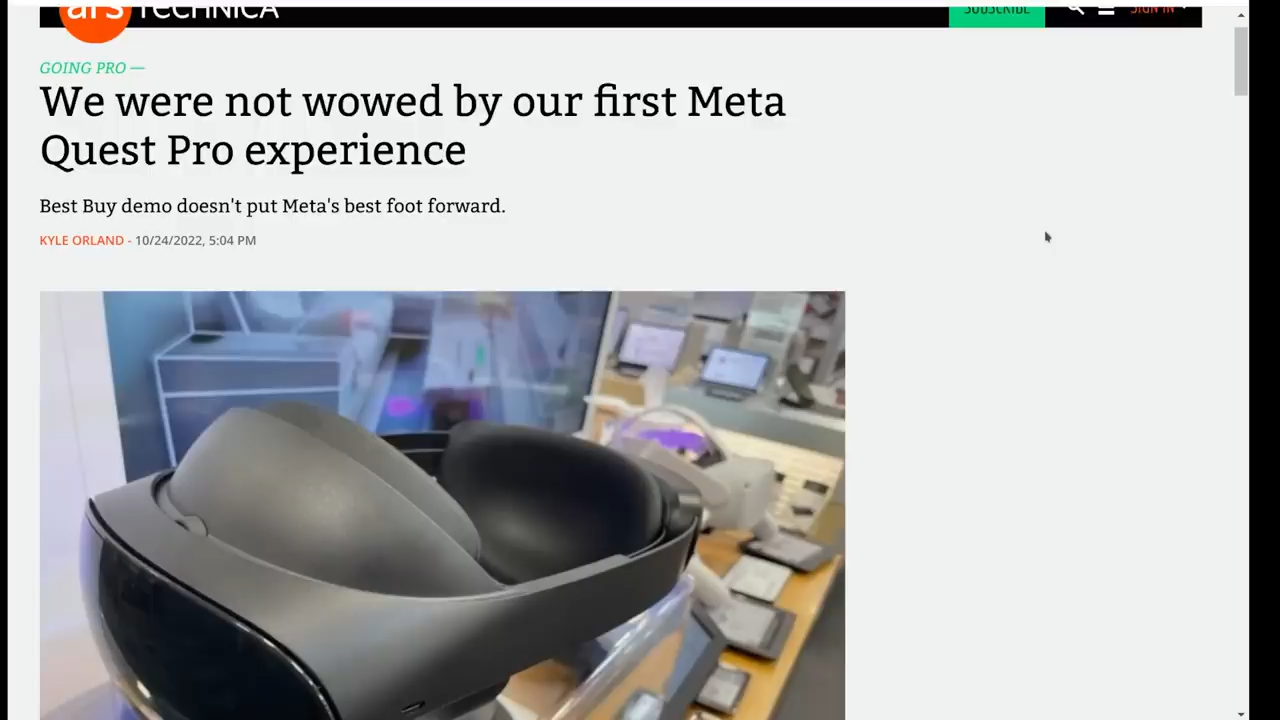 ars TECHNICA
SUBSCRIBE
SIGN IN
GOING PRO —
We were not wowed by our first Meta
Quest Pro experience
Best Buy demo doesn't put Meta's best foot forward.
KYLE ORLAND - 10/24/2022, 5:04 PM